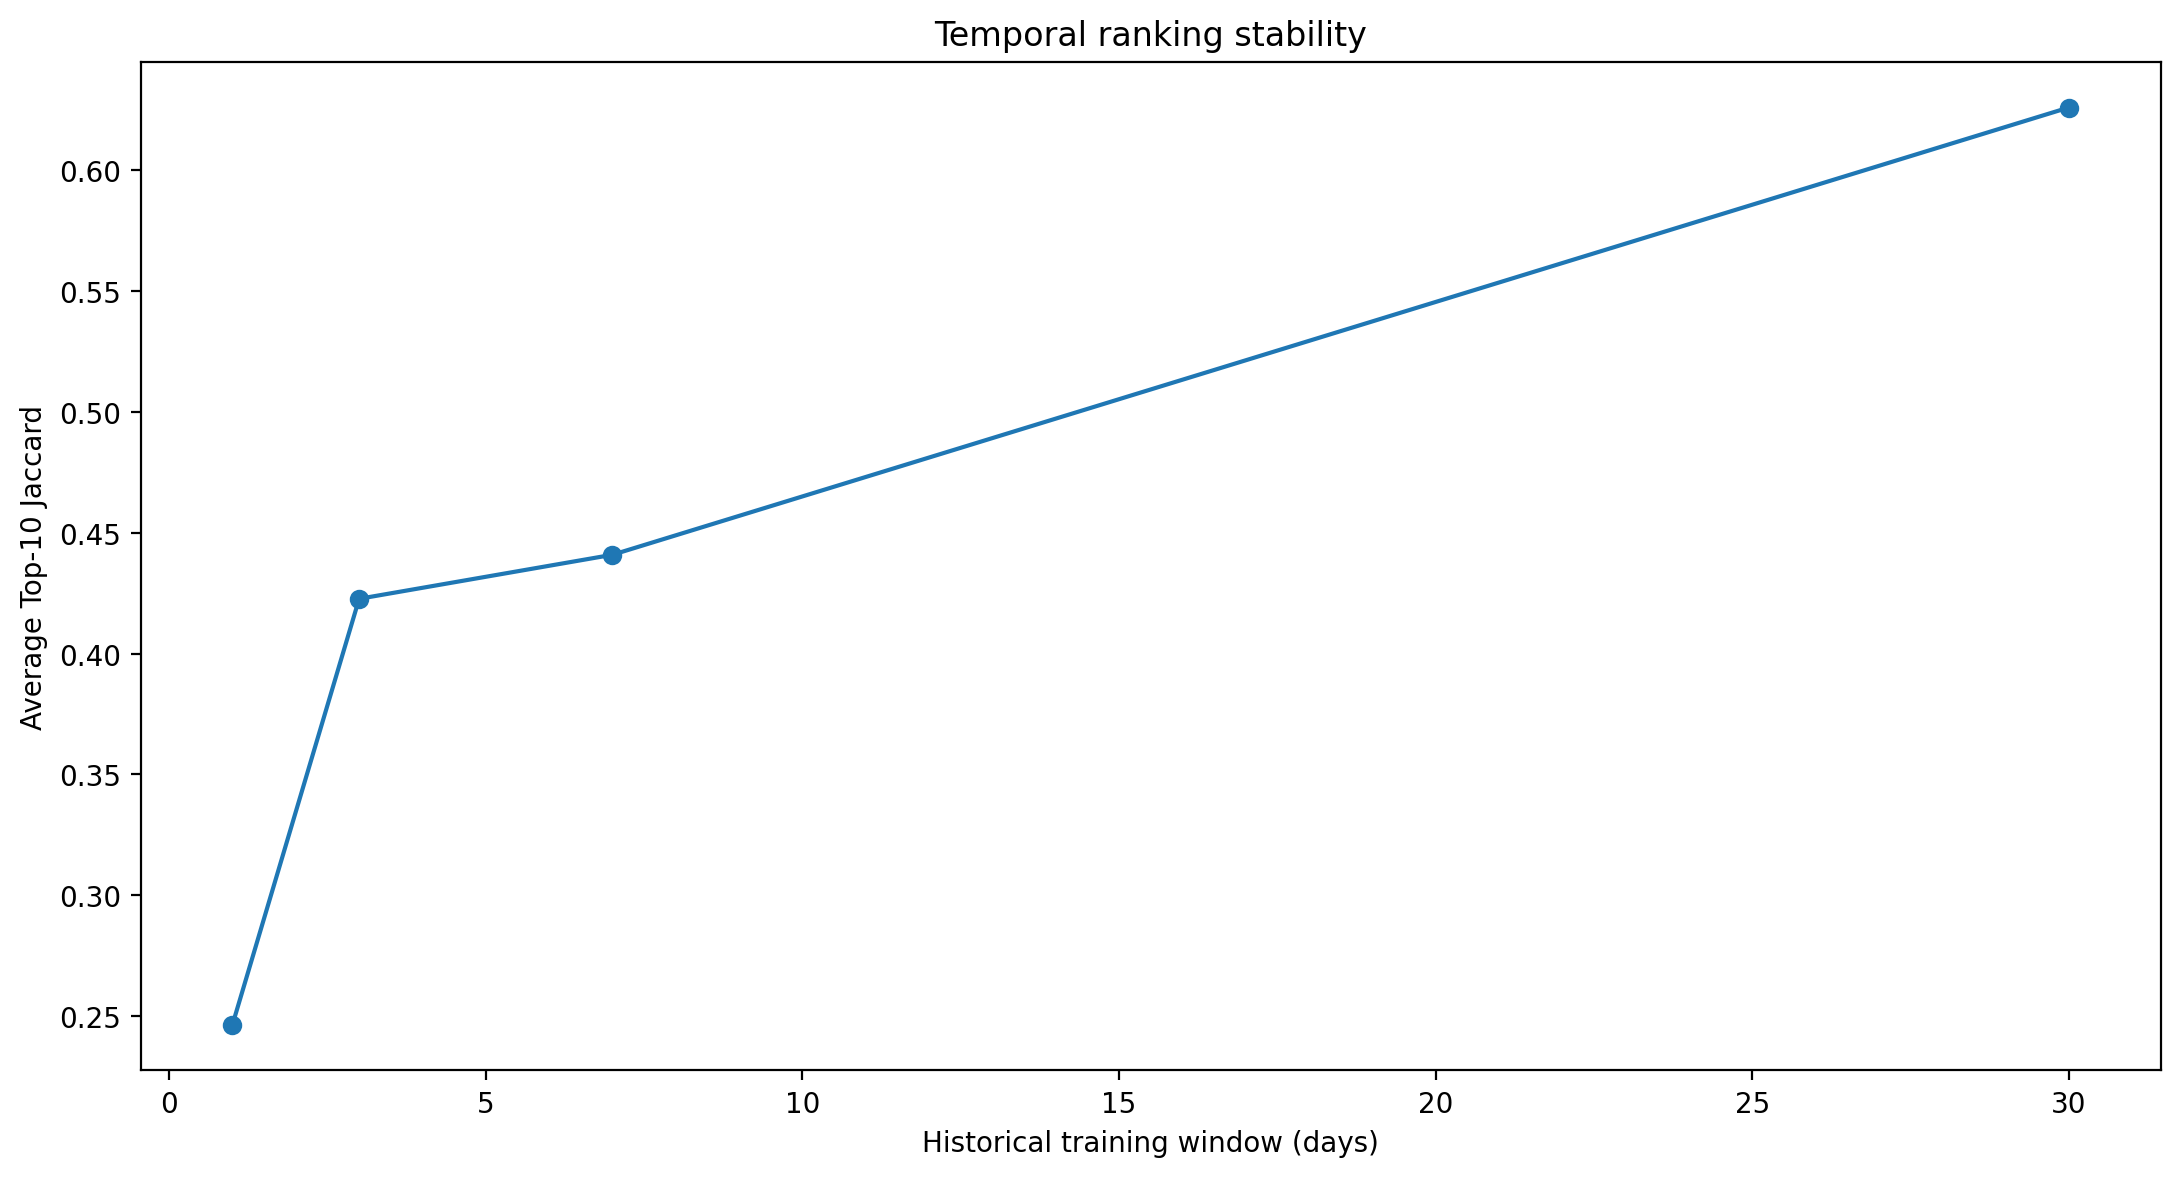 Temporal ranking stability
Average Top-10 Jaccard
0.60
0.55
0.50
0.45
0.40
0.35
0.30
0.25
0 5 10 15 20 25 30
Historical training window (days)